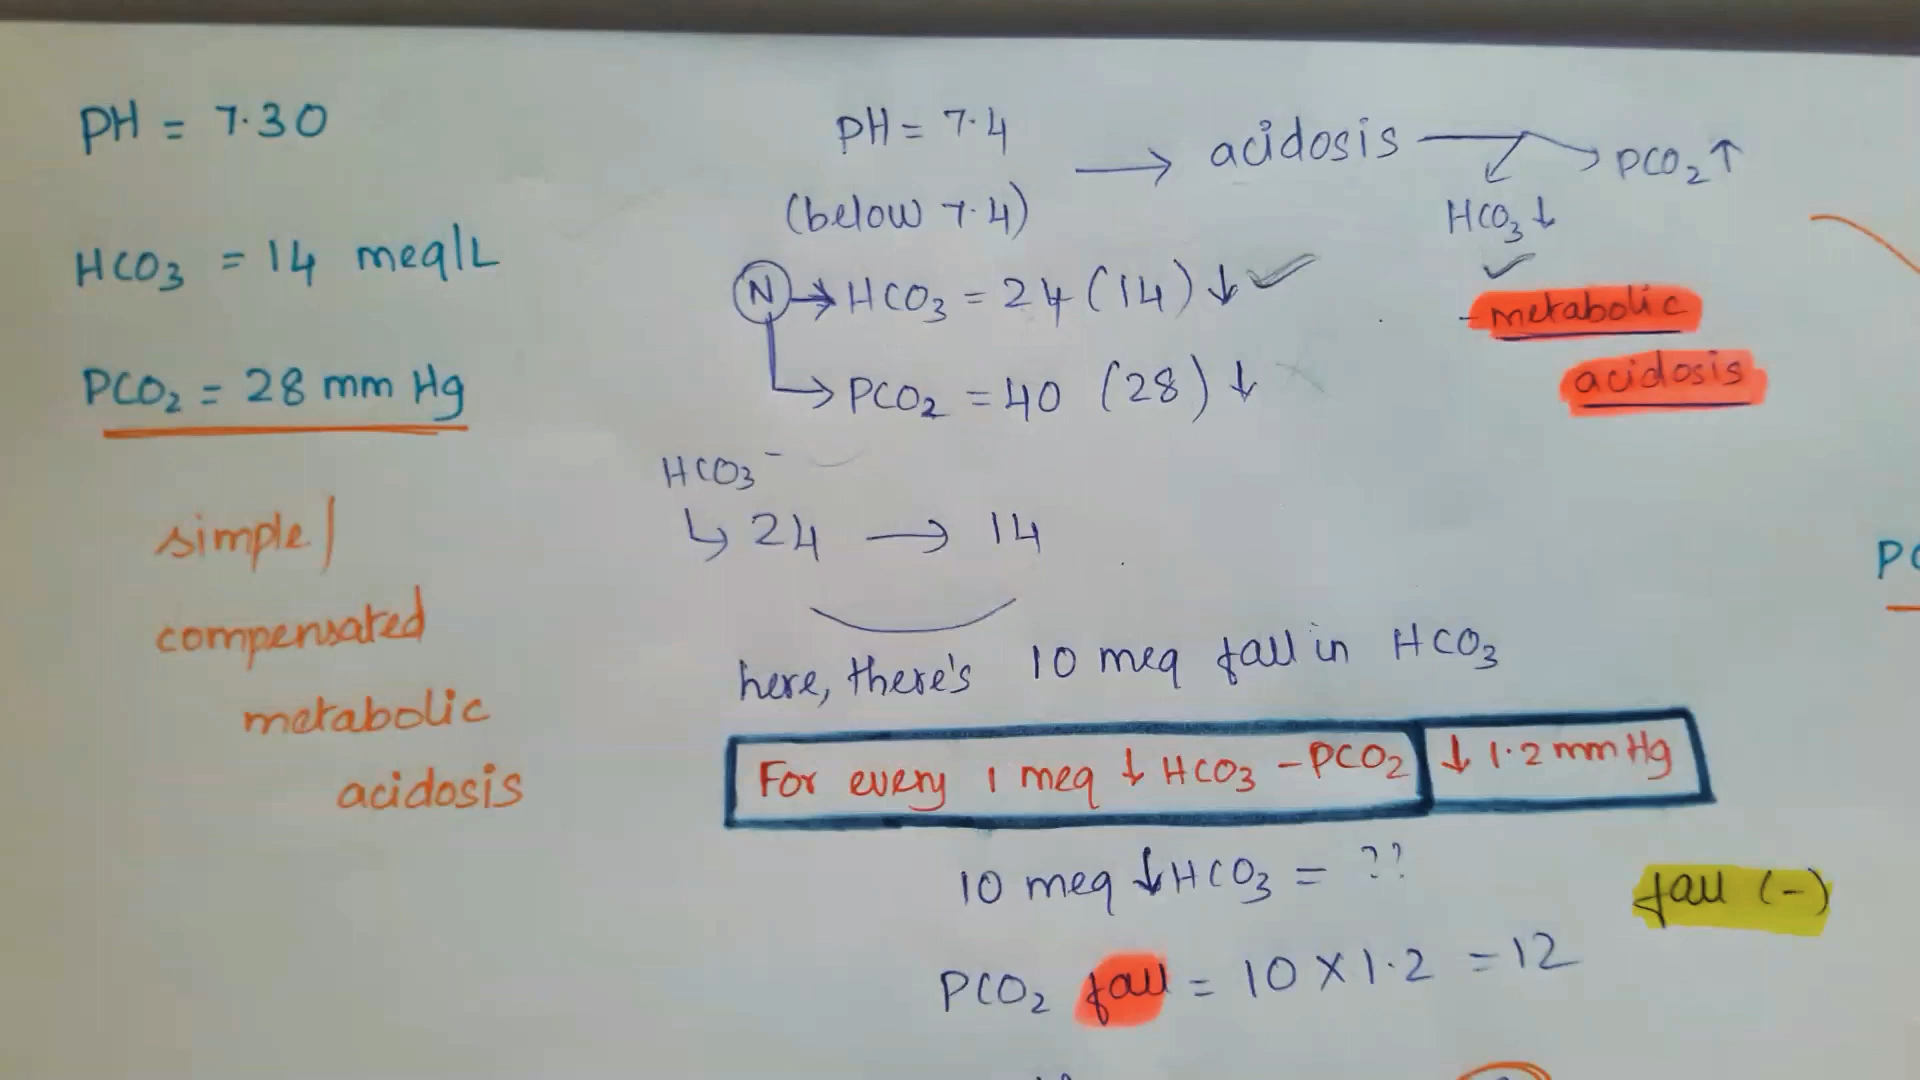 PH = 7.30
HCO3 = 14 meq/L
PCO2 = 28 mm Hg
simple/
compensated
metabolic
acidosis
PH = 7.4
(below 7.4)
→ acidosis → PCO2 ↑
HCO3 ↓
✓
- metabolic
acidosis
N → HCO3 = 24 (14) ↓ ✓
→ PCO2 = 40 (28) ↓
HCO3⁻
↳ 24 → 14
here, there's 10 meq fall in HCO3
For every 1 meq ↓ HCO3 - PCO2 ↓ 1.2 mm Hg
10 meq ↓ HCO3 = ??
fall (-)
PCO2 fall = 10 X 1.2 = 12